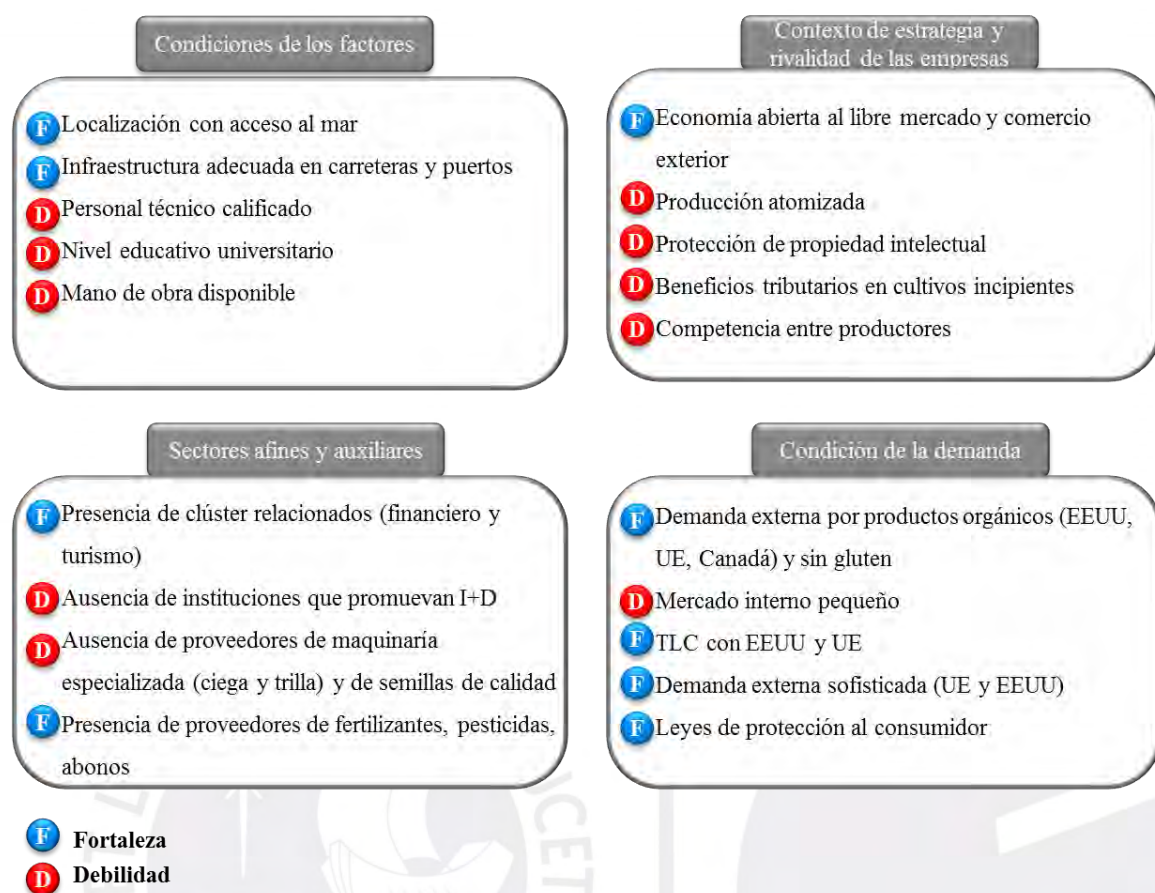 Condiciones de los factores
F Localización con acceso al mar
F Infraestructura adecuada en carreteras y puertos
D Personal técnico calificado
D Nivel educativo universitario
D Mano de obra disponible
Contexto de estrategia y
rivalidad de las empresas
F Economía abierta al libre mercado y comercio
exterior
D Producción atomizada
D Protección de propiedad intelectual
D Beneficios tributarios en cultivos incipientes
D Competencia entre productores
Sectores afines y auxiliares
F Presencia de clúster relacionados (financiero y
turismo)
D Ausencia de instituciones que promuevan I+D
D Ausencia de proveedores de maquinaría
especializada (ciega y trilla) y de semillas de calidad
F Presencia de proveedores de fertilizantes, pesticidas,
abonos
Condición de la demanda
F Demanda externa por productos orgánicos (EEUU,
UE, Canadá) y sin gluten
D Mercado interno pequeño
F TLC con EEUU y UE
F Demanda externa sofisticada (UE y EEUU)
F Leyes de protección al consumidor
F Fortaleza
D Debilidad